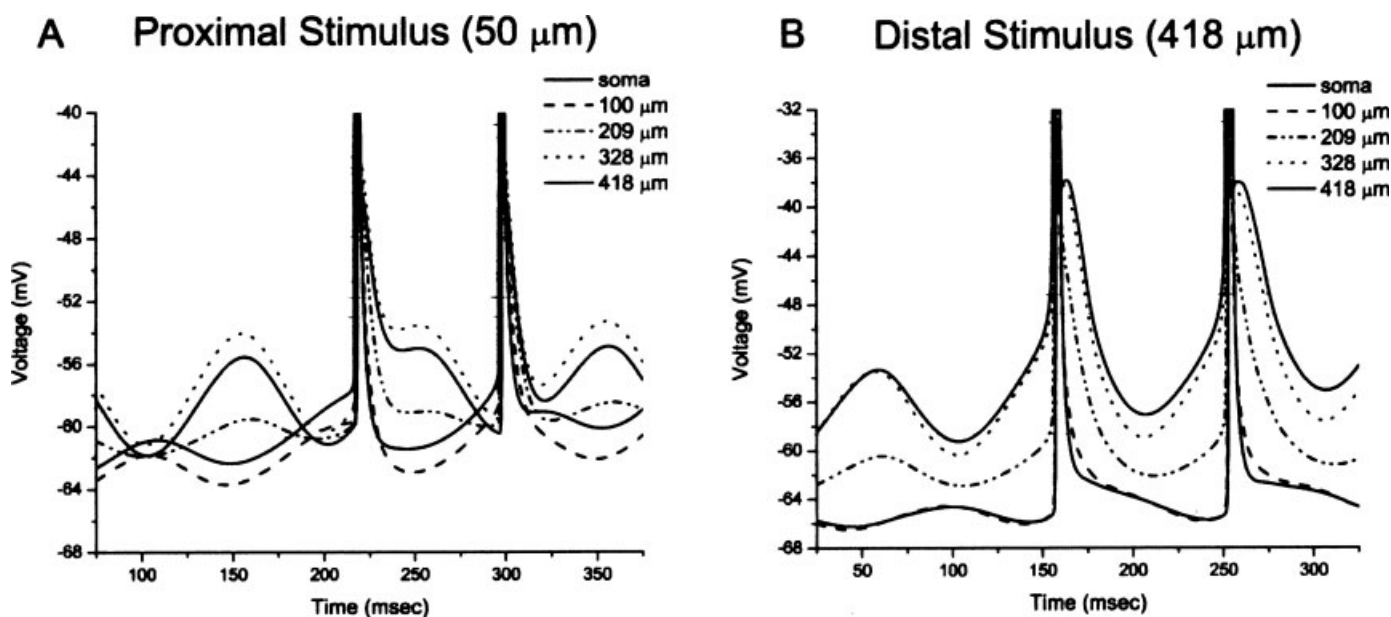 A Proximal Stimulus (50 µm)
soma
100 µm
209 µm
328 µm
418 µm
-40
-44
-48
-52
-56
-60
-64
-68
Voltage (mV)
100 150 200 250 300 350
Time (msec)
B Distal Stimulus (418 µm)
soma
100 µm
209 µm
328 µm
418 µm
-32
-36
-40
-44
-48
-52
-56
-60
-64
-68
Voltage (mV)
50 100 150 200 250 300
Time (msec)